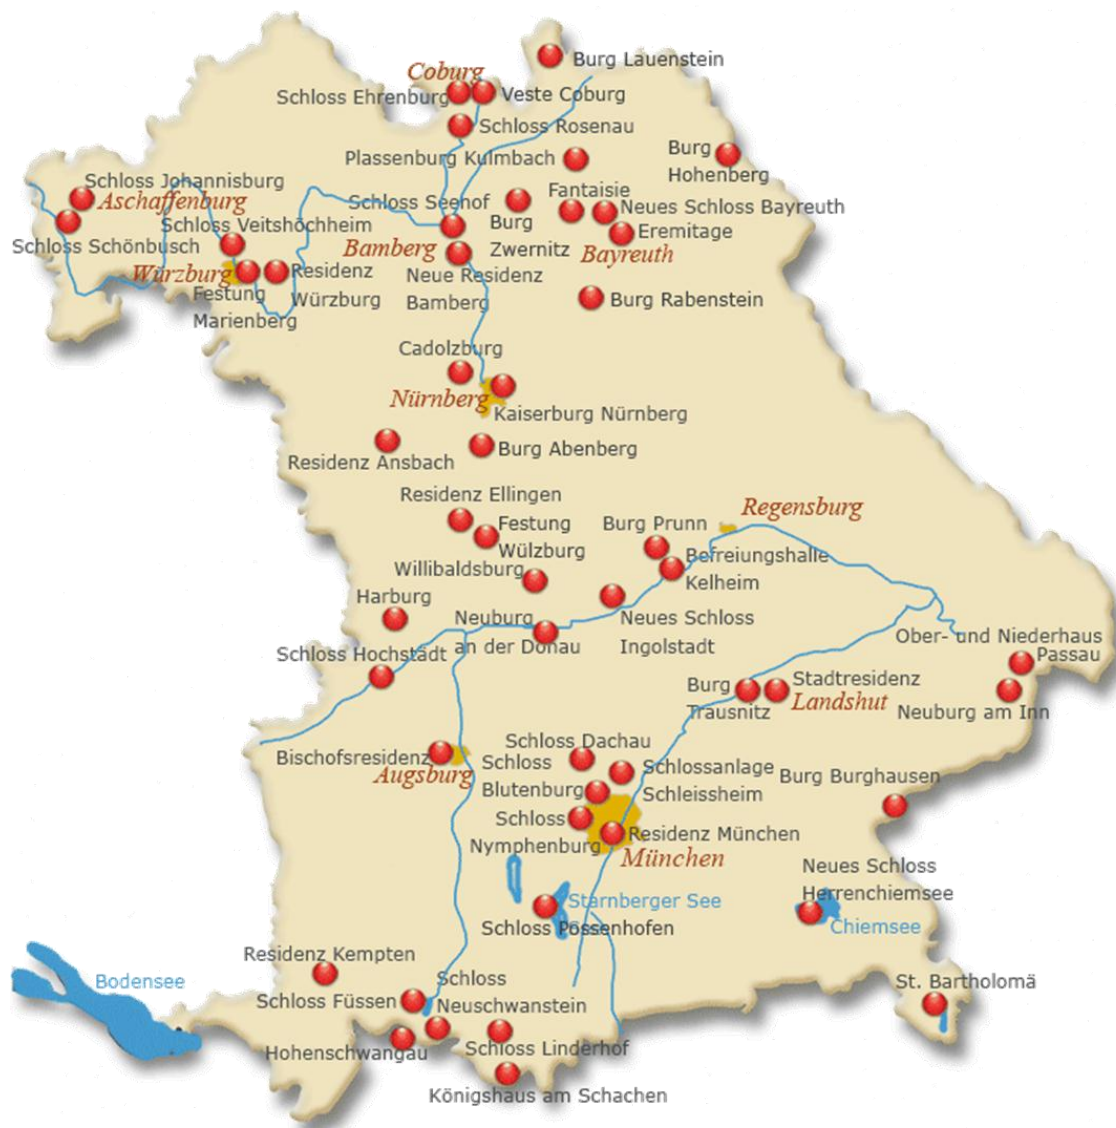 Burg Lauenstein
Coburg
Schloss Ehrenburg
Veste Coburg
Schloss Rosenau
Plassenburg Kulmbach
Burg
Hohenberg
Schloss Johannisburg
Aschaffenburg
Schloss Schönbusch
Schloss Veitshöchheim
Schloss Seehof
Burg
Zwernitz
Fantaisie
Neues Schloss Bayreuth
Eremitage
Bayreuth
Bamberg
Neue Residenz
Bamberg
Würzburg
Residenz
Würzburg
Festung
Marienberg
Burg Rabenstein
Cadolzburg
Nürnberg
Kaiserburg Nürnberg
Residenz Ansbach
Burg Abenberg
Residenz Ellingen
Festung
Wülzburg
Burg Prunn
Regensburg
Befreiungshalle
Kelheim
Willibaldsburg
Harburg
Neuburg
an der Donau
Neues Schloss
Ingolstadt
Schloss Hochstädt
Ober- und Niederhaus
Passau
Neuburg am Inn
Burg
Trausnitz
Stadtresidenz
Landshut
Bischofsresidenz
Augsburg
Schloss Dachau
Schloss
Blutenburg
Schlossanlage
Schleissheim
Burg Burghausen
Schloss
Nymphenburg
Residenz München
München
Neues Schloss
Herrenchiemsee
Chiemsee
Starnberger See
Schloss Possenhofen
Bodensee
Residenz Kempten
Schloss Füssen
Schloss
Neuschwanstein
Hohenschwangau
Schloss Linderhof
Königshaus am Schachen
St. Bartholomä